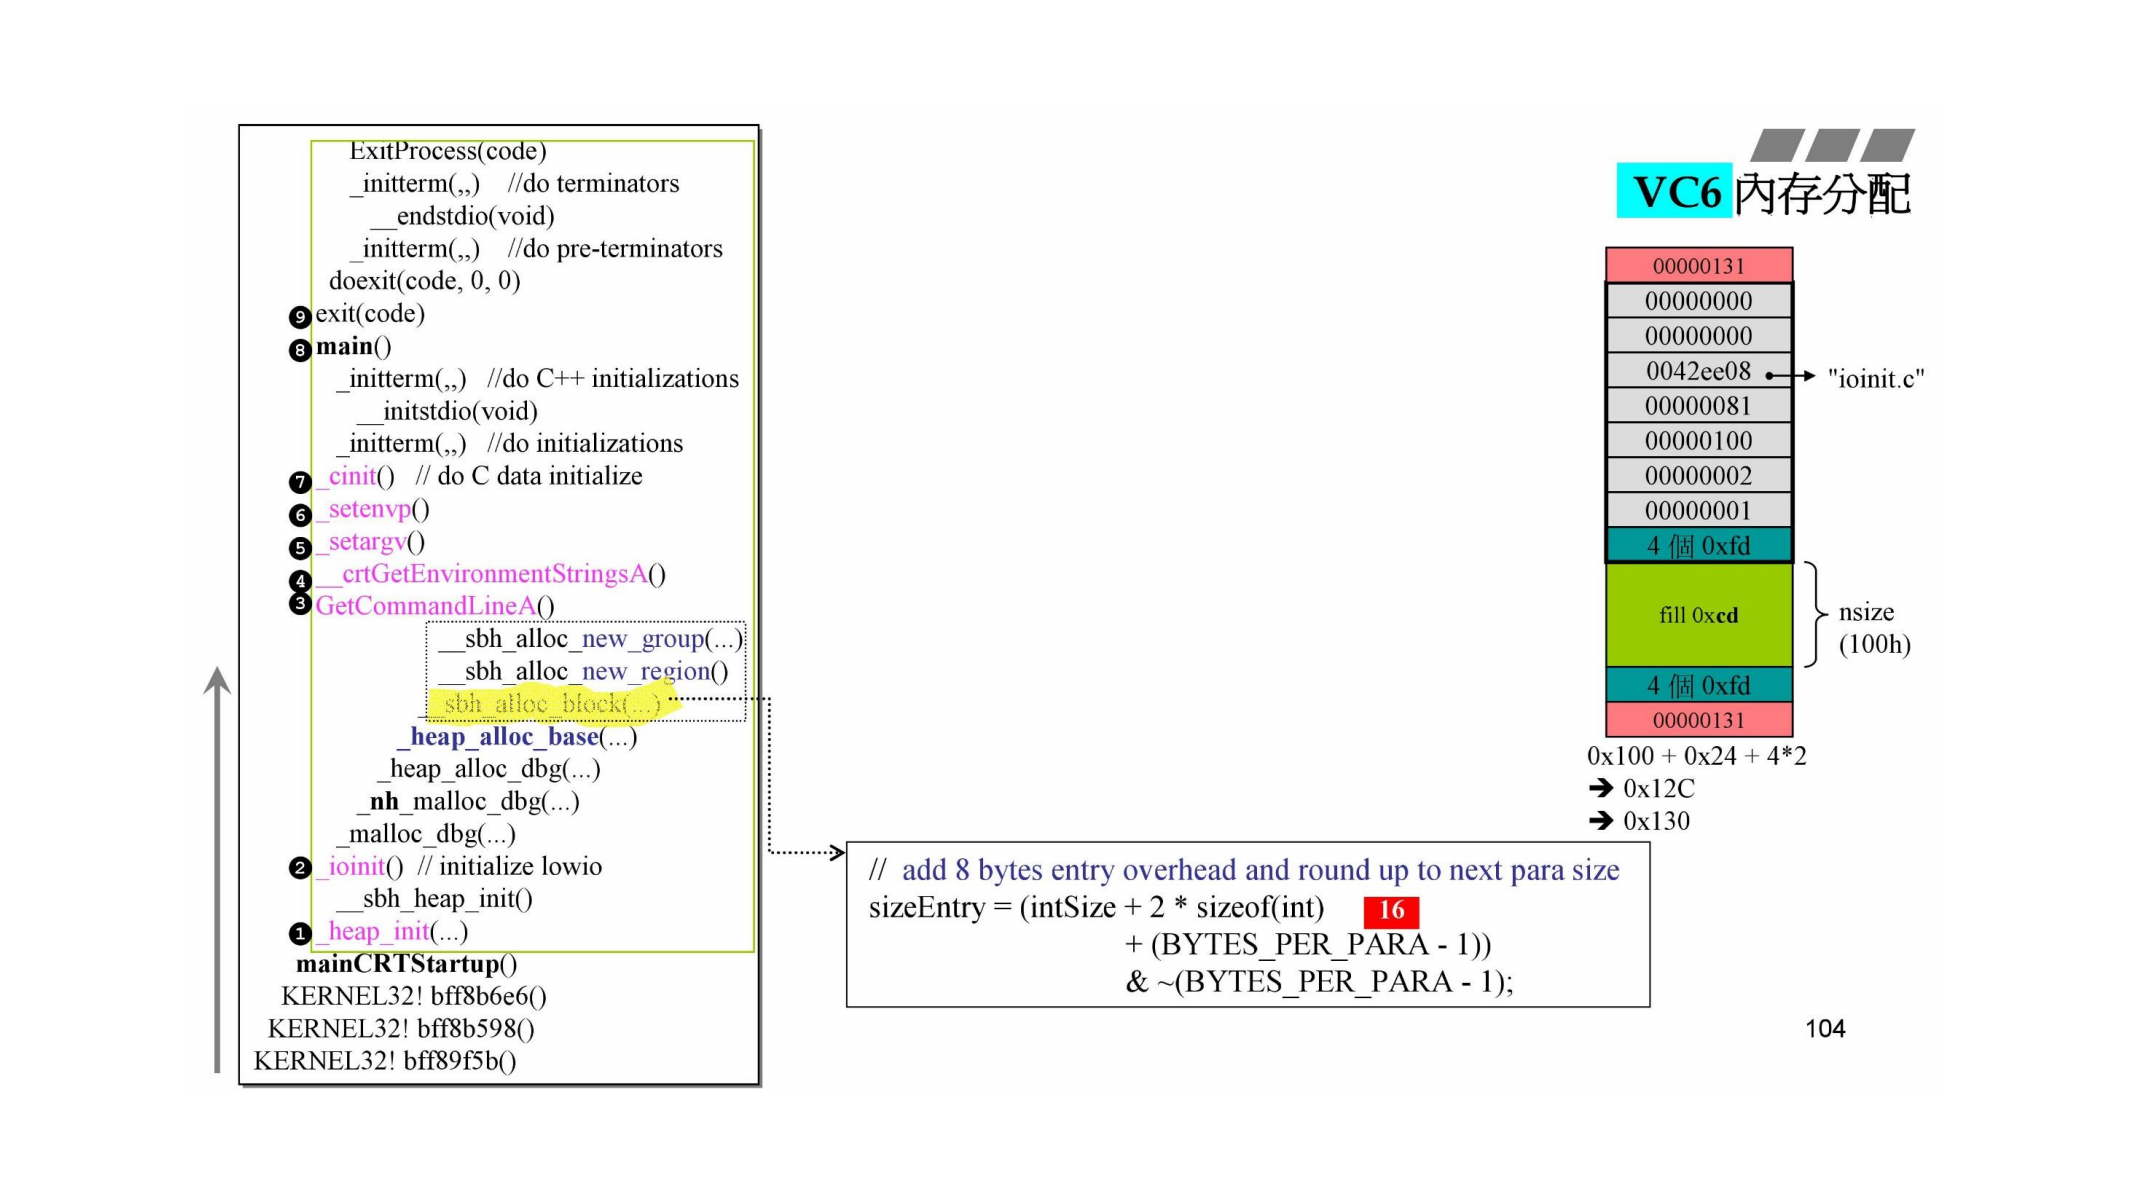 ExitProcess(code)
_initterm(,,) //do terminators
__endstdio(void)
_initterm(,,) //do pre-terminators
doexit(code, 0, 0)
❾ exit(code)
❽ main()
_initterm(,,) //do C++ initializations
__initstdio(void)
_initterm(,,) //do initializations
❼ _cinit() // do C data initialize
❻ _setenvp()
❺ _setargv()
❹ __crtGetEnvironmentStringsA()
❸ GetCommandLineA()
__sbh_alloc_new_group(...)
__sbh_alloc_new_region()
__sbh_alloc_block(...)
_heap_alloc_base(...)
_heap_alloc_dbg(...)
_nh_malloc_dbg(...)
_malloc_dbg(...)
❷ _ioinit() // initialize lowio
__sbh_heap_init()
❶ _heap_init(...)
mainCRTStartup()
KERNEL32! bff8b6e6()
KERNEL32! bff8b598()
KERNEL32! bff89f5b()
// add 8 bytes entry overhead and round up to next para size
sizeEntry = (intSize + 2 * sizeof(int)
16
+ (BYTES_PER_PARA - 1))
& ~(BYTES_PER_PARA - 1);
VC6 內存分配
00000131
00000000
00000000
0042ee08
"ioinit.c"
00000081
00000100
00000002
00000001
4 個 0xfd
fill 0xcd
nsize
(100h)
4 個 0xfd
00000131
0x100 + 0x24 + 4*2
➔ 0x12C
➔ 0x130
104